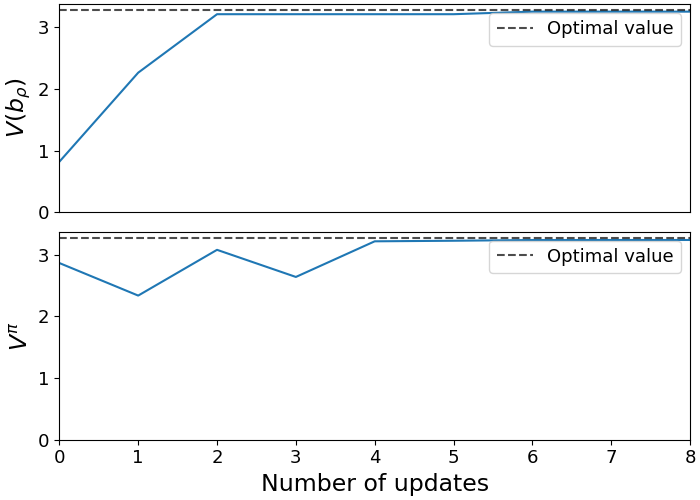 V(b_ρ)
3
2
1
0
Optimal value
V^π
3
2
1
0
Optimal value
0 1 2 3 4 5 6 7 8
Number of updates